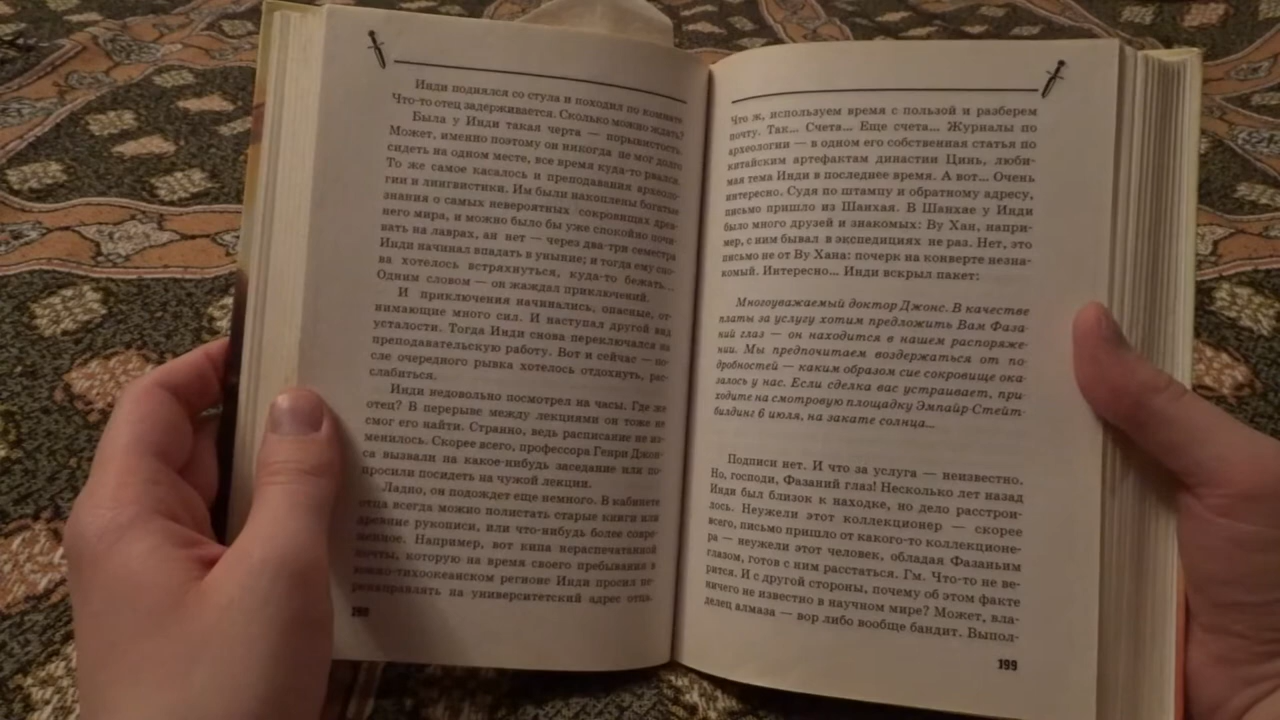 Инди поднялся со стула и походил по комнате.
Что-то отец задерживается. Сколько можно ждать?
Была у Инди такая черта — порывистость.
Может, именно поэтому он никогда не мог долго
сидеть на одном месте, все время куда-то рвался.
То же самое касалось и преподавания археоло-
гии и лингвистики. Им были накоплены богатые
знания о самых невероятных сокровищах древ-
него мира, и можно было бы уже спокойно почи-
вать на лаврах, ан нет — через два-три семестра
Инди начинал впадать в уныние; и тогда ему сно-
ва хотелось встряхнуться, куда-то бежать...
Одним словом — он жаждал приключений.
И приключения начинались, опасные, от-
нимающие много сил. И наступал другой вид
усталости. Тогда Инди снова переключался на
преподавательскую работу. Вот и сейчас — по-
сле очередного рывка хотелось отдохнуть, рас-
слабиться.
Инди недовольно посмотрел на часы. Где же
отец? В перерыве между лекциями он тоже не
смог его найти. Странно, ведь расписание не из-
менилось. Скорее всего, профессора Генри Джон-
са вызвали на какое-нибудь заседание или по-
просили посидеть на чужой лекции.
Ладно, он подождет еще немного. В кабинете
отца всегда можно полистать старые книги или
древние рукописи, или что-нибудь более совре-
менное. Например, вот кипа нераспечатанной
почты, которую на время своего пребывания в
южно-тихоокеанском регионе Инди просил пе-
ренаправлять на университетский адрес отца.
198
Что ж, используем время с пользой и разберем
почту. Так... Счета... Еще счета... Журналы по
археологии — в одном его собственная статья по
китайским артефактам династии Цинь, люби-
мая тема Инди в последнее время. А вот... Очень
интересно. Судя по штампу и обратному адресу,
письмо пришло из Шанхая. В Шанхае у Инди
было много друзей и знакомых: Ву Хан, напри-
мер, с ним бывал в экспедициях не раз. Нет, это
письмо не от Ву Хана: почерк на конверте незна-
комый. Интересно... Инди вскрыл пакет:
Многоуважаемый доктор Джонс. В качестве
платы за услугу хотим предложить Вам Фаза-
ний глаз — он находится в нашем распоряже-
нии. Мы предпочитаем воздержаться от по-
дробностей — каким образом сие сокровище ока-
залось у нас. Если сделка вас устраивает, при-
ходите на смотровую площадку Эмпайр Стейт-
билдинг 6 июля, на закате солнца...
Подписи нет. И что за услуга — неизвестно.
Но, господи, Фазаний глаз! Несколько лет назад
Инди был близок к находке, но дело расстрои-
лось. Неужели этот коллекционер — скорее
всего, письмо пришло от какого-то коллекционе-
ра — неужели этот человек, обладая Фазаньим
глазом, готов с ним расстаться. Гм. Что-то не ве-
рится. И с другой стороны, почему об этом факте
ничего не известно в научном мире? Может, вла-
делец алмаза — вор либо вообще бандит. Выпол-
199